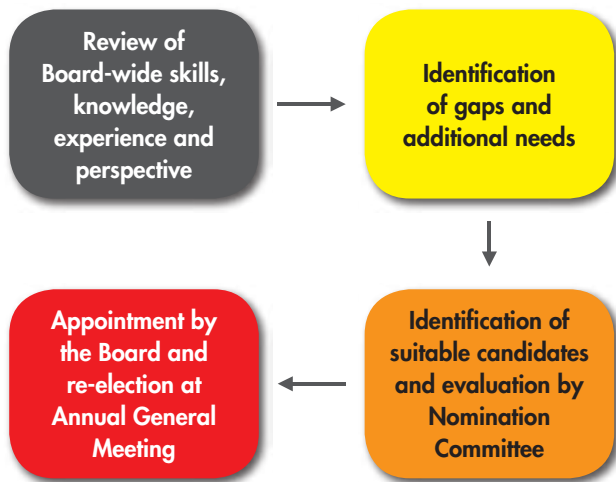 Review of
Board-wide skills,
knowledge,
experience and
perspective
Identification
of gaps and
additional needs
Identification of
suitable candidates
and evaluation by
Nomination
Committee
Appointment by
the Board and
re-election at
Annual General
Meeting